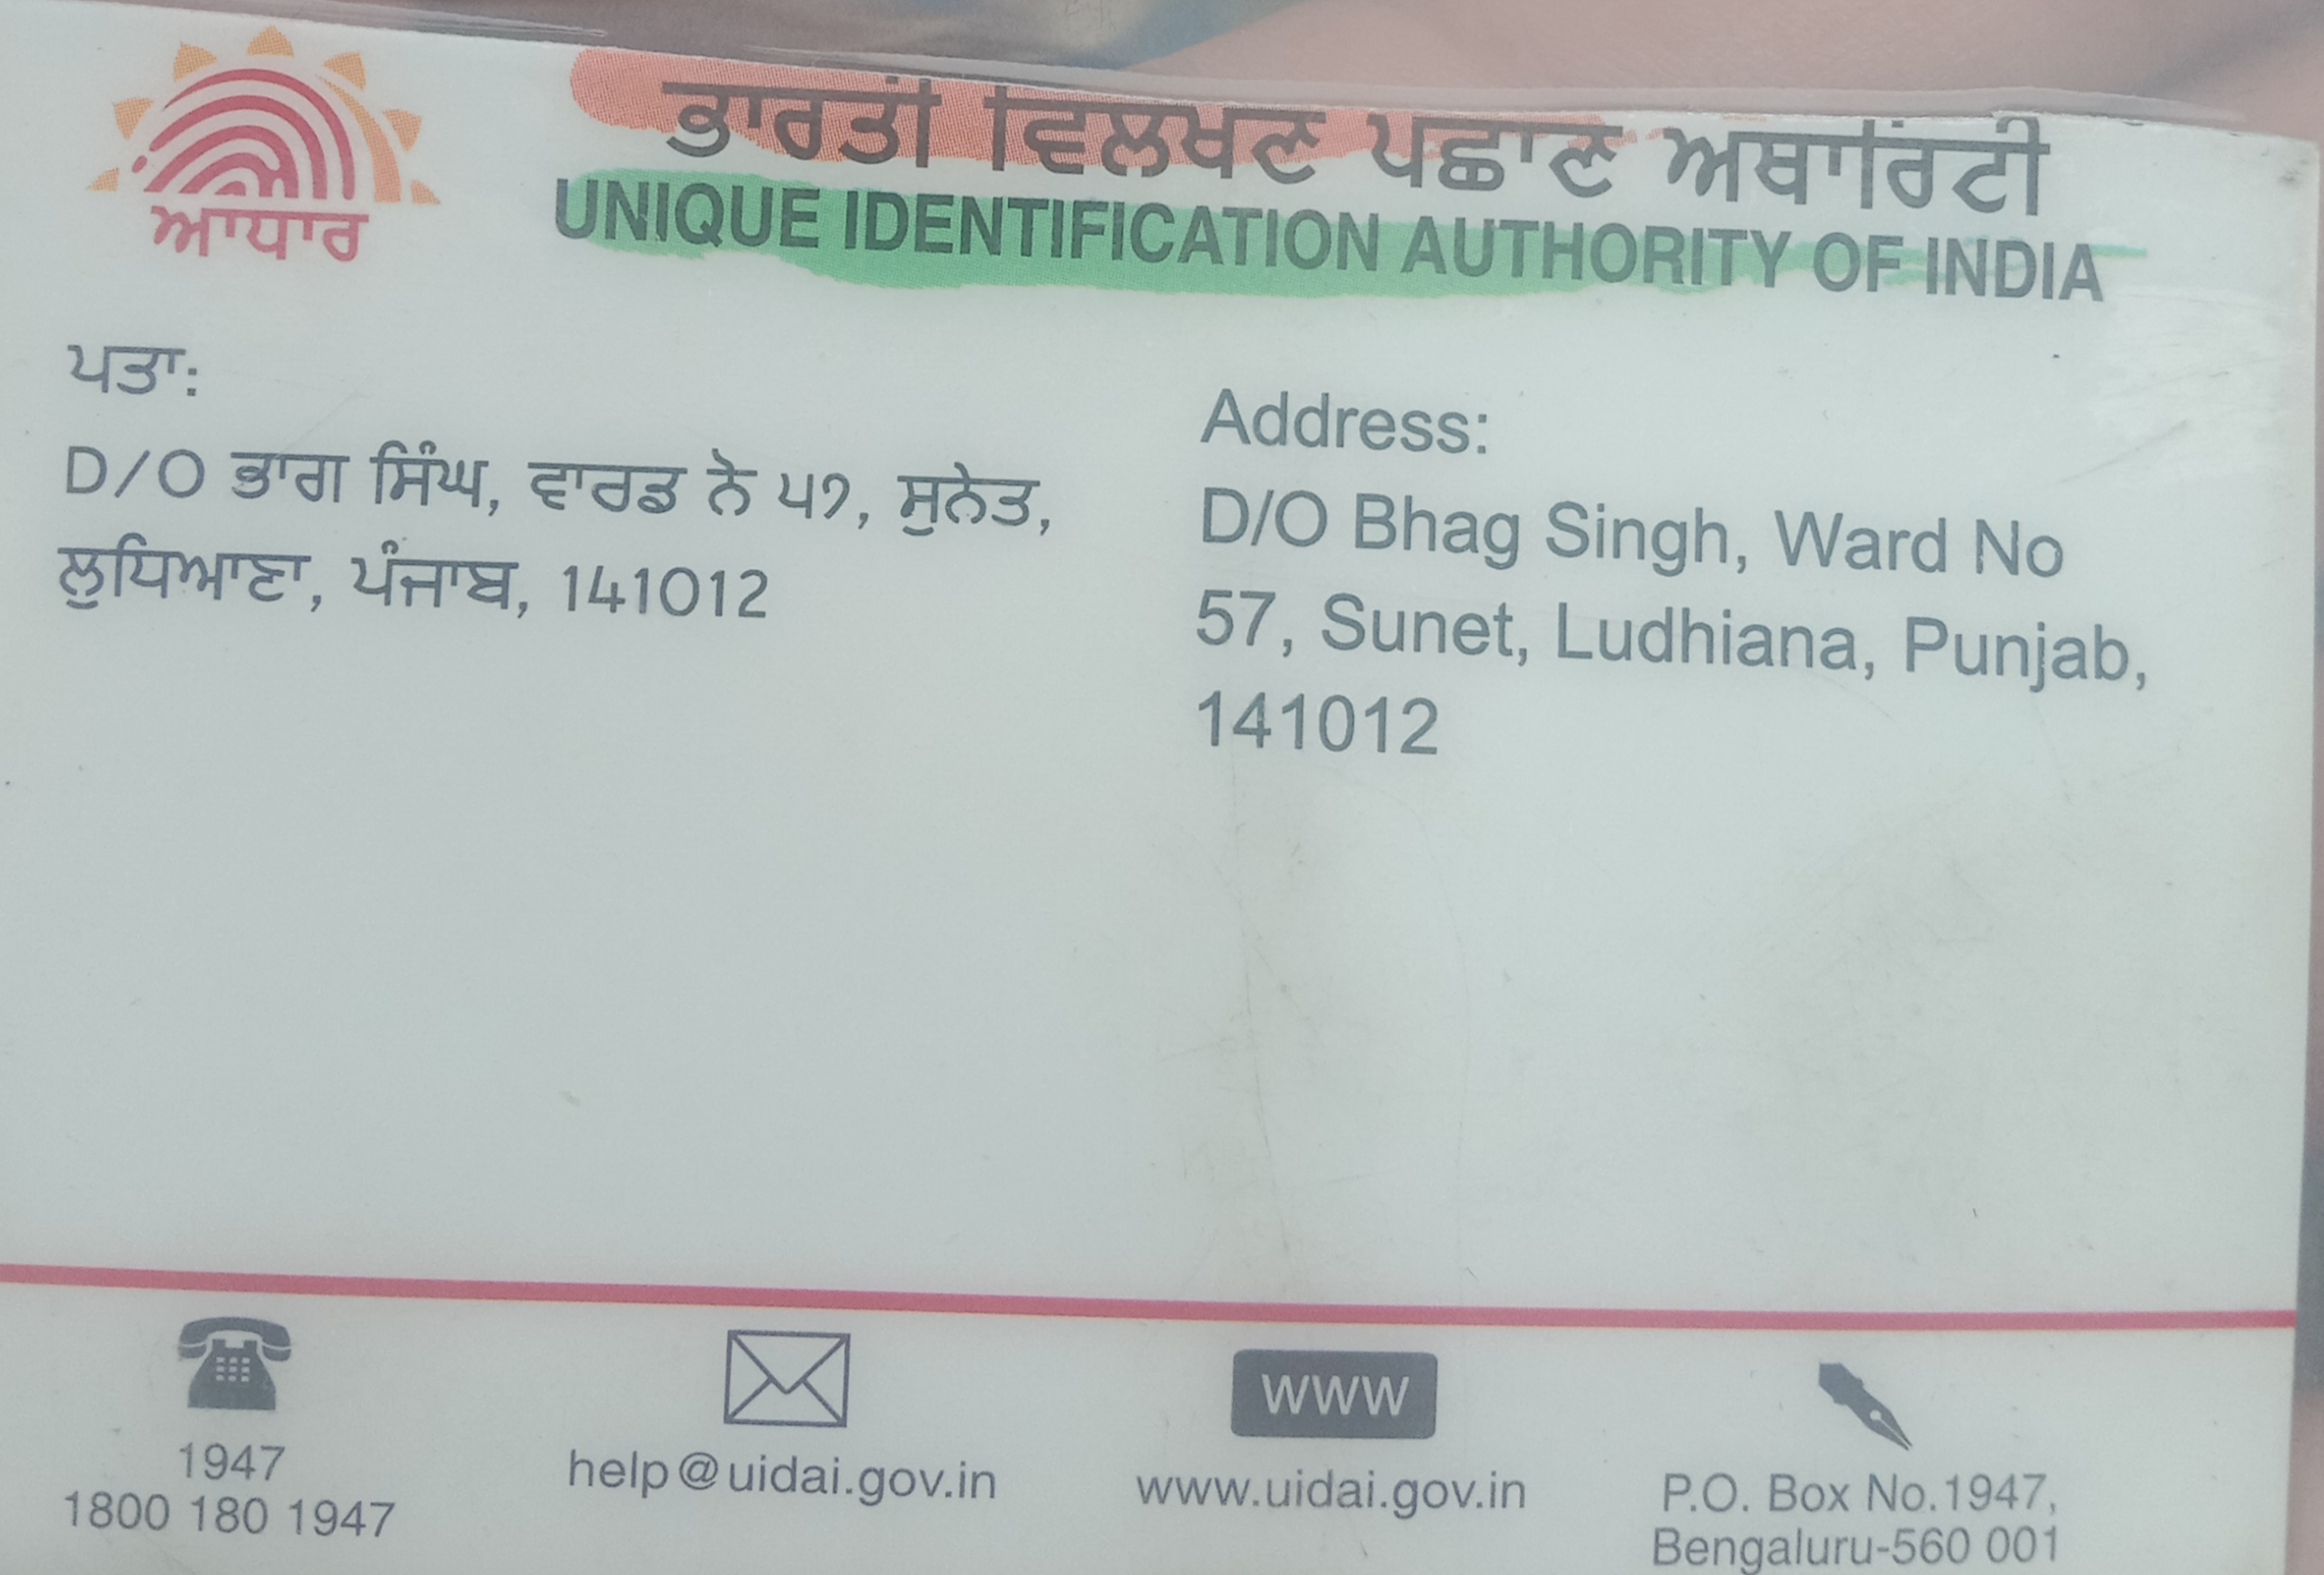 ਆਧਾਰ
ਭਾਰਤੀ ਵਿਲਖਣ ਪਛਾਣ ਅਥਾਰਿਟੀ
UNIQUE IDENTIFICATION AUTHORITY OF INDIA
ਪਤਾ:
D/O ਭਾਗ ਸਿੰਘ, ਵਾਰਡ ਨੋ ੫੭, ਸੁਨੇਤ,
ਲੁਧਿਆਣਾ, ਪੰਜਾਬ, 141012
Address:
D/O Bhag Singh, Ward No
57, Sunet, Ludhiana, Punjab,
141012
1947
1800 180 1947
help@uidai.gov.in
WWW
www.uidai.gov.in
P.O. Box No.1947,
Bengaluru-560 001